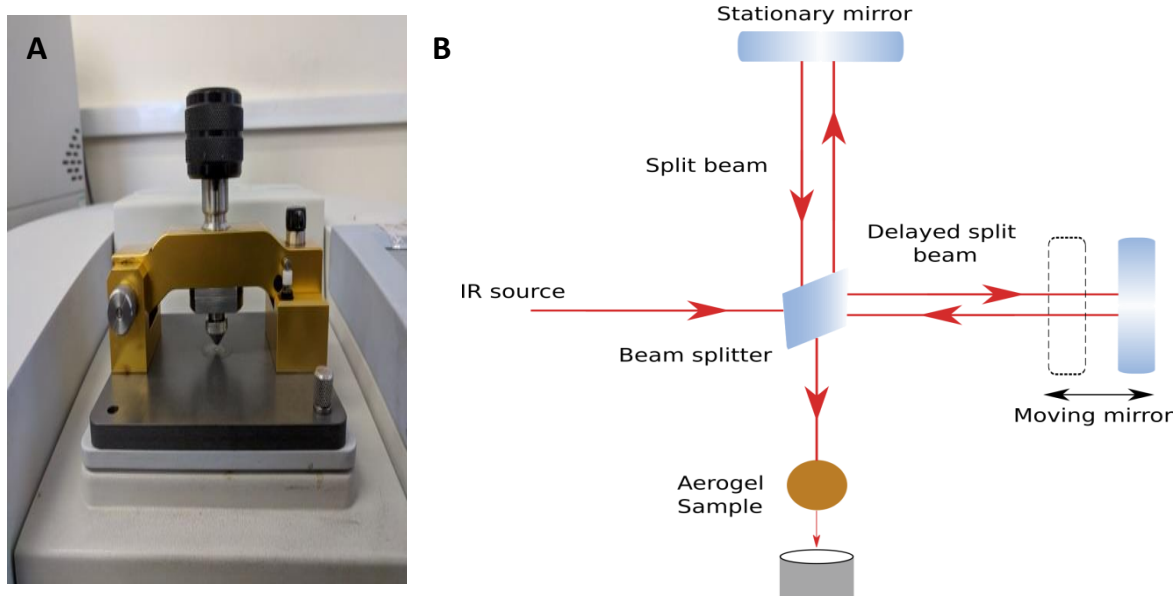 A
B
Stationary mirror
Split beam
Delayed split
beam
IR source
Beam splitter
Moving mirror
Aerogel
Sample